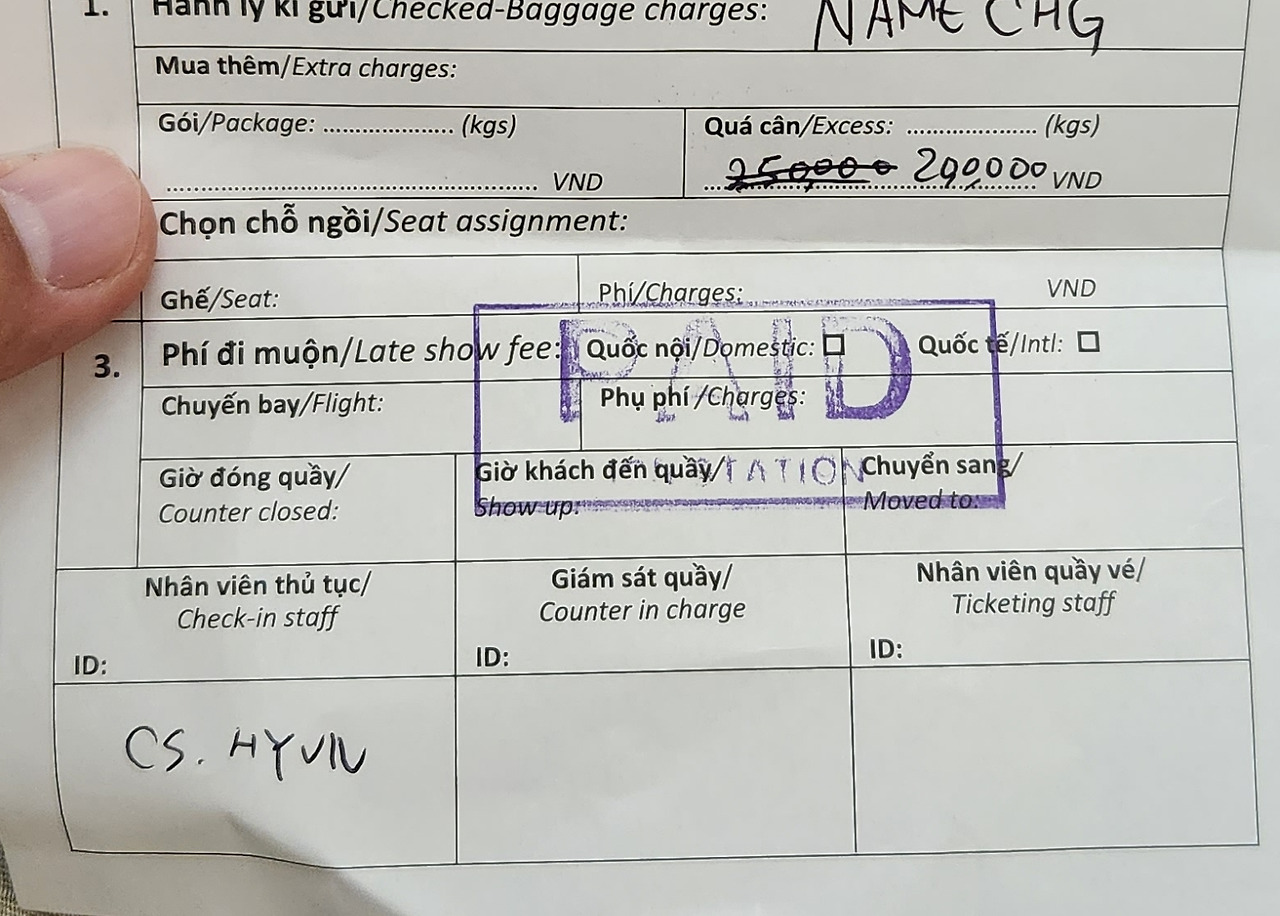 1. Hành lý kí gửi/Checked-Baggage charges: NAME CHG
Mua thêm/Extra charges:
Gói/Package: .................... (kgs) Quá cân/Excess: .................... (kgs)
......................................................... VND 290,000 VND
Chọn chỗ ngồi/Seat assignment:
Ghế/Seat: Phí/Charges: VND
PAID
3. Phí đi muộn/Late show fee: Quốc nội/Domestic: ☐ Quốc tế/Intl: ☐
Chuyến bay/Flight: Phụ phí /Charges:
Giờ đóng quầy/ Giờ khách đến quầy/ Chuyển sang/
Counter closed: Show up: Moved to:
Nhân viên thủ tục/ Giám sát quầy/ Nhân viên quầy vé/
Check-in staff Counter in charge Ticketing staff
ID: ID: ID:
CS. HYVIV